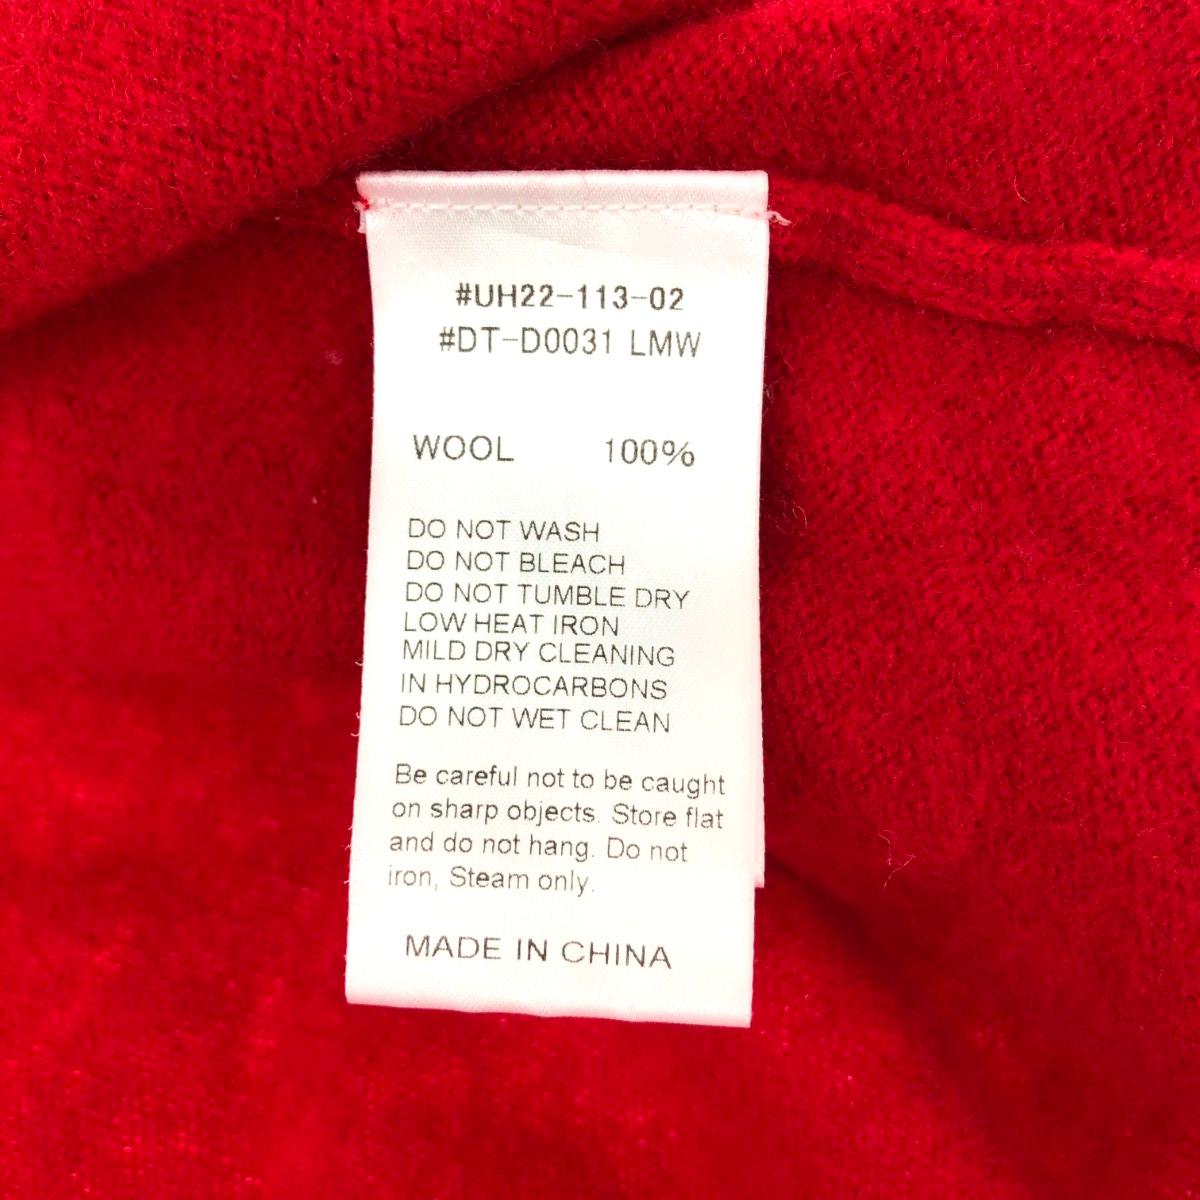 #UH22-113-02
#DT-D0031 LMW
WOOL 100%
DO NOT WASH
DO NOT BLEACH
DO NOT TUMBLE DRY
LOW HEAT IRON
MILD DRY CLEANING
IN HYDROCARBONS
DO NOT WET CLEAN
Be careful not to be caught
on sharp objects. Store flat
and do not hang. Do not
iron, Steam only.
MADE IN CHINA